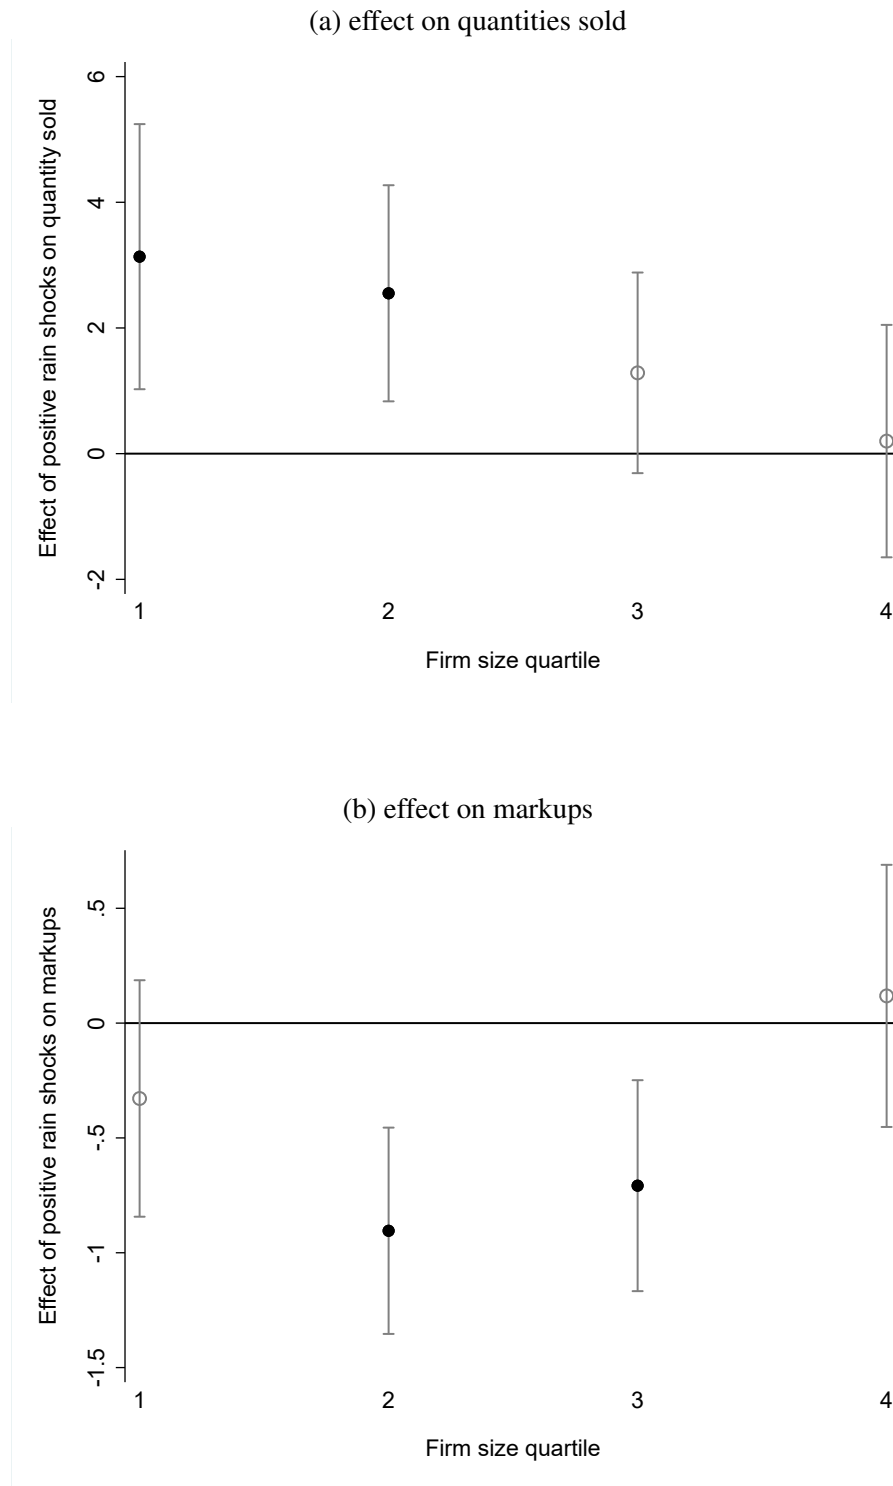 (a) effect on quantities sold
Effect of positive rain shocks on quantity sold
6
4
2
0
-2
1 2 3 4
Firm size quartile
(b) effect on markups
Effect of positive rain shocks on markups
.5
0
-.5
-1
-1.5
1 2 3 4
Firm size quartile